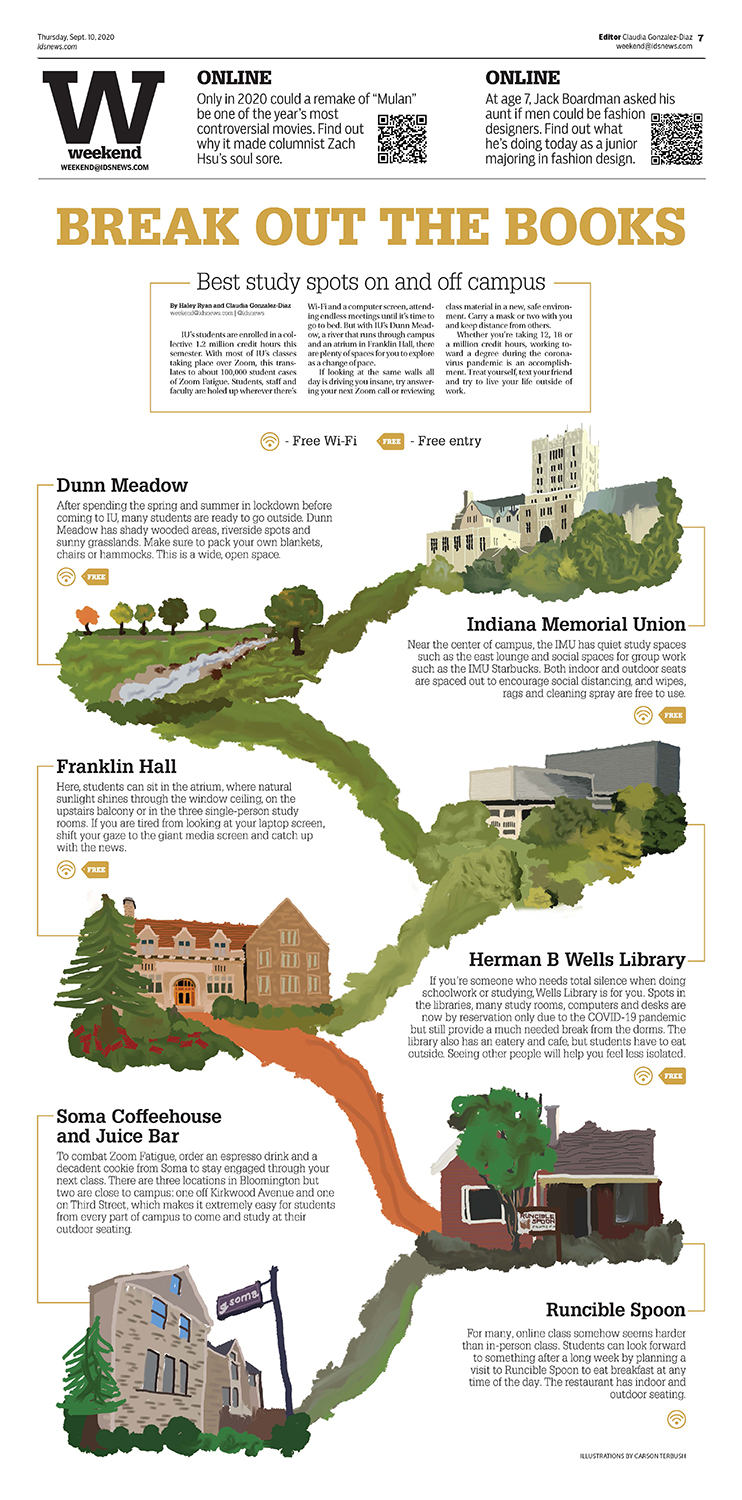 Thursday, Sept. 10, 2020
idsnews.com
Editor Claudia Gonzalez-Diaz 7
weekend@idsnews.com
W
weekend
WEEKEND@IDSNEWS.COM
ONLINE
Only in 2020 could a remake of “Mulan”
be one of the year’s most
controversial movies. Find out
why it made columnist Zach
Hsu’s soul sore.
ONLINE
At age 7, Jack Boardman asked his
aunt if men could be fashion
designers. Find out what
he’s doing today as a junior
majoring in fashion design.
BREAK OUT THE BOOKS
Best study spots on and off campus
By Haley Ryan and Claudia Gonzalez-Diaz
weekend@idsnews.com | @idsnews
IU’s students are enrolled in a col-
lective 1.2 million credit hours this
semester. With most of IU’s classes
taking place over Zoom, this trans-
lates to about 100,000 student cases
of Zoom Fatigue. Students, staff and
faculty are holed up wherever there’s
Wi-Fi and a computer screen, attend-
ing endless meetings until it’s time to
go to bed. But with IU’s Dunn Mead-
ow, a river that runs through campus
and an atrium in Franklin Hall, there
are plenty of spaces for you to explore
as a change of pace.
If looking at the same walls all
day is driving you insane, try answer-
ing your next Zoom call or reviewing
class material in a new, safe environ-
ment. Carry a mask or two with you
and keep distance from others.
Whether you’re taking 12, 18 or
a million credit hours, working to-
ward a degree during the corona-
virus pandemic is an accomplish-
ment. Treat yourself, text your friend
and try to live your life outside of
work.
- Free Wi-Fi
FREE - Free entry
Dunn Meadow
After spending the spring and summer in lockdown before
coming to IU, many students are ready to go outside. Dunn
Meadow has shady wooded areas, riverside spots and
sunny grasslands. Make sure to pack your own blankets,
chairs or hammocks. This is a wide, open space.
FREE
Indiana Memorial Union
Near the center of campus, the IMU has quiet study spaces
such as the east lounge and social spaces for group work
such as the IMU Starbucks. Both indoor and outdoor seats
are spaced out to encourage social distancing, and wipes,
rags and cleaning spray are free to use.
FREE
Franklin Hall
Here, students can sit in the atrium, where natural
sunlight shines through the window ceiling, on the
upstairs balcony or in the three single-person study
rooms. If you are tired from looking at your laptop screen,
shift your gaze to the giant media screen and catch up
with the news.
FREE
Herman B Wells Library
If you’re someone who needs total silence when doing
schoolwork or studying, Wells Library is for you. Spots in
the libraries, many study rooms, computers and desks are
now by reservation only due to the COVID-19 pandemic
but still provide a much needed break from the dorms. The
library also has an eatery and cafe, but students have to eat
outside. Seeing other people will help you feel less isolated.
FREE
Soma Coffeehouse
and Juice Bar
To combat Zoom Fatigue, order an espresso drink and a
decadent cookie from Soma to stay engaged through your
next class. There are three locations in Bloomington but
two are close to campus: one off Kirkwood Avenue and one
on Third Street, which makes it extremely easy for students
from every part of campus to come and study at their
outdoor seating.
RUNCIBLE
SPOON
soma
Runcible Spoon
For many, online class somehow seems harder
than in-person class. Students can look forward
to something after a long week by planning a
visit to Runcible Spoon to eat breakfast at any
time of the day. The restaurant has indoor and
outdoor seating.
ILLUSTRATIONS BY CARSON TERBUSH